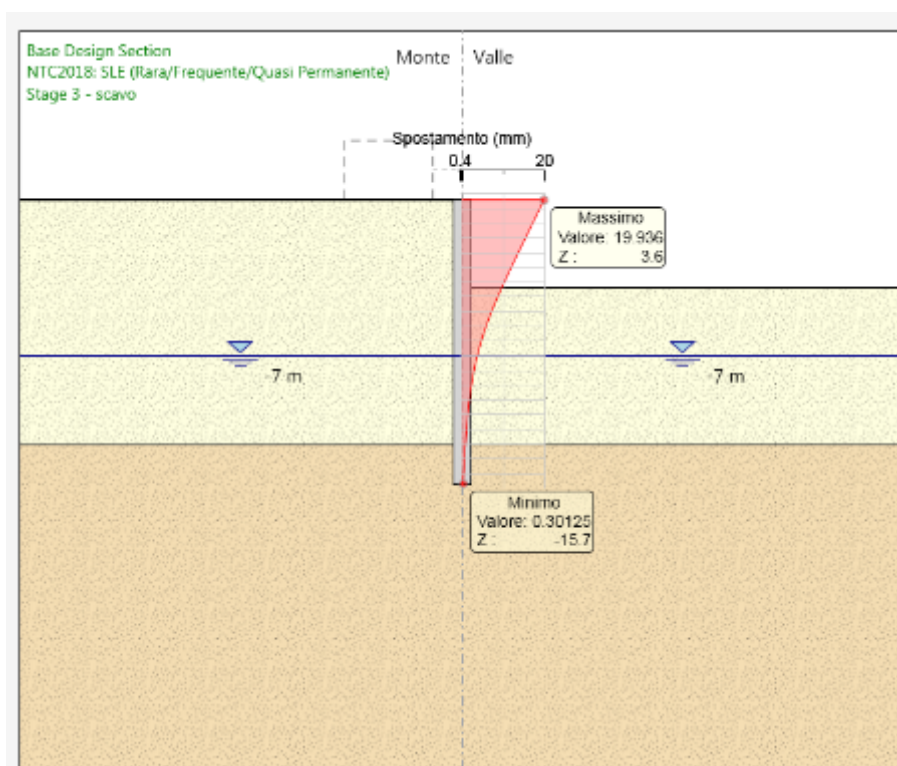 Base Design Section
NTC2018: SLE (Rara/Frequente/Quasi Permanente)
Stage 3 - scavo
Monte Valle
Spostamento (mm)
0.4 20
Massimo
Valore: 19.936
Z : 3.6
-7 m -7 m
Minimo
Valore: 0.30125
Z : -15.7